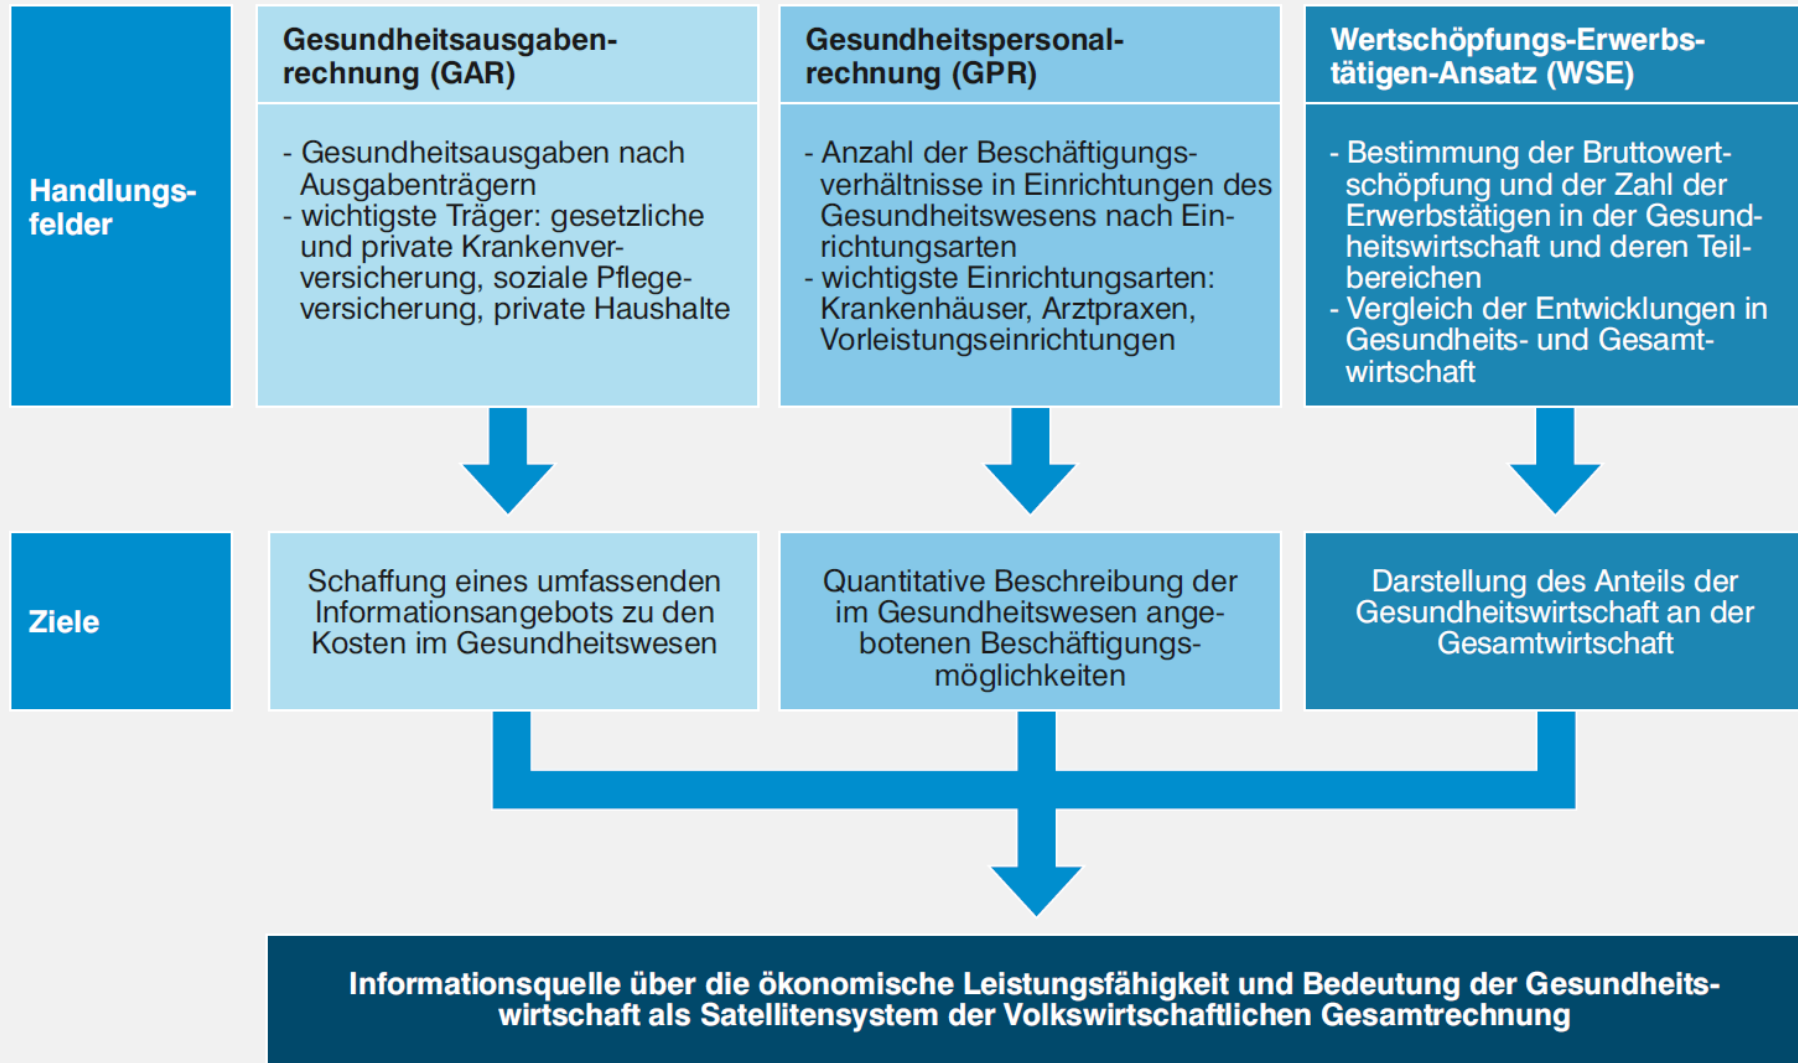 Handlungs-
felder
Gesundheitsausgaben-
rechnung (GAR)
- Gesundheitsausgaben nach
Ausgabenträgern
- wichtigste Träger: gesetzliche
und private Krankenver-
versicherung, soziale Pflege-
versicherung, private Haushalte
Gesundheitspersonal-
rechnung (GPR)
- Anzahl der Beschäftigungs-
verhältnisse in Einrichtungen des
Gesundheitswesens nach Ein-
richtungsarten
- wichtigste Einrichtungsarten:
Krankenhäuser, Arztpraxen,
Vorleistungseinrichtungen
Wertschöpfungs-Erwerbs-
tätigen-Ansatz (WSE)
- Bestimmung der Bruttowert-
schöpfung und der Zahl der
Erwerbstätigen in der Gesund-
heitswirtschaft und deren Teil-
bereichen
- Vergleich der Entwicklungen in
Gesundheits- und Gesamt-
wirtschaft
Ziele
Schaffung eines umfassenden
Informationsangebots zu den
Kosten im Gesundheitswesen
Quantitative Beschreibung der
im Gesundheitswesen ange-
botenen Beschäftigungs-
möglichkeiten
Darstellung des Anteils der
Gesundheitswirtschaft an der
Gesamtwirtschaft
Informationsquelle über die ökonomische Leistungsfähigkeit und Bedeutung der Gesundheits-
wirtschaft als Satellitensystem der Volkswirtschaftlichen Gesamtrechnung